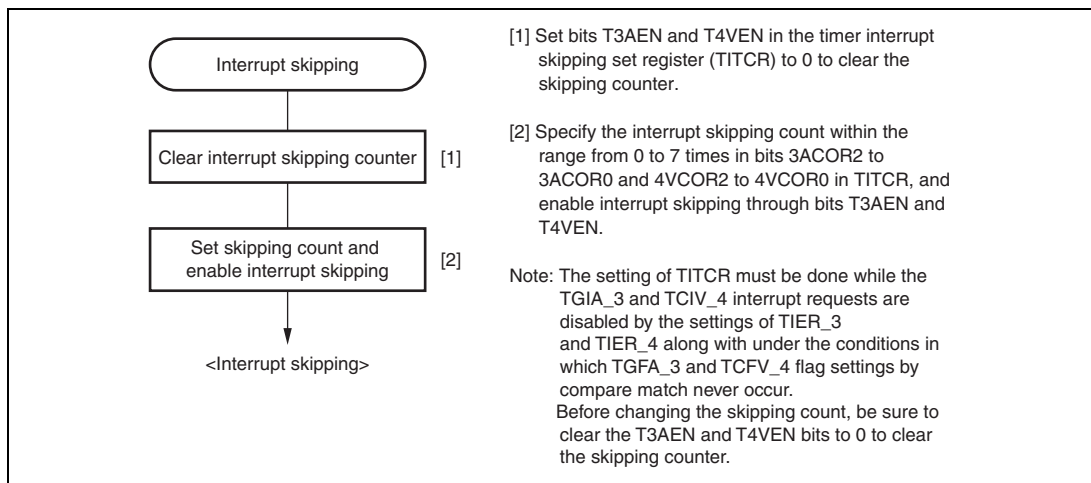 Interrupt skipping
Clear interrupt skipping counter
[1]
Set skipping count and
enable interrupt skipping
[2]
<Interrupt skipping>
[1] Set bits T3AEN and T4VEN in the timer interrupt
skipping set register (TITCR) to 0 to clear the
skipping counter.
[2] Specify the interrupt skipping count within the
range from 0 to 7 times in bits 3ACOR2 to
3ACOR0 and 4VCOR2 to 4VCOR0 in TITCR, and
enable interrupt skipping through bits T3AEN and
T4VEN.
Note: The setting of TITCR must be done while the
TGIA_3 and TCIV_4 interrupt requests are
disabled by the settings of TIER_3
and TIER_4 along with under the conditions in
which TGFA_3 and TCFV_4 flag settings by
compare match never occur.
Before changing the skipping count, be sure to
clear the T3AEN and T4VEN bits to 0 to clear
the skipping counter.